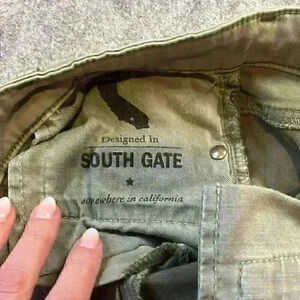 Designed In
SOUTH GATE
somewhere in california